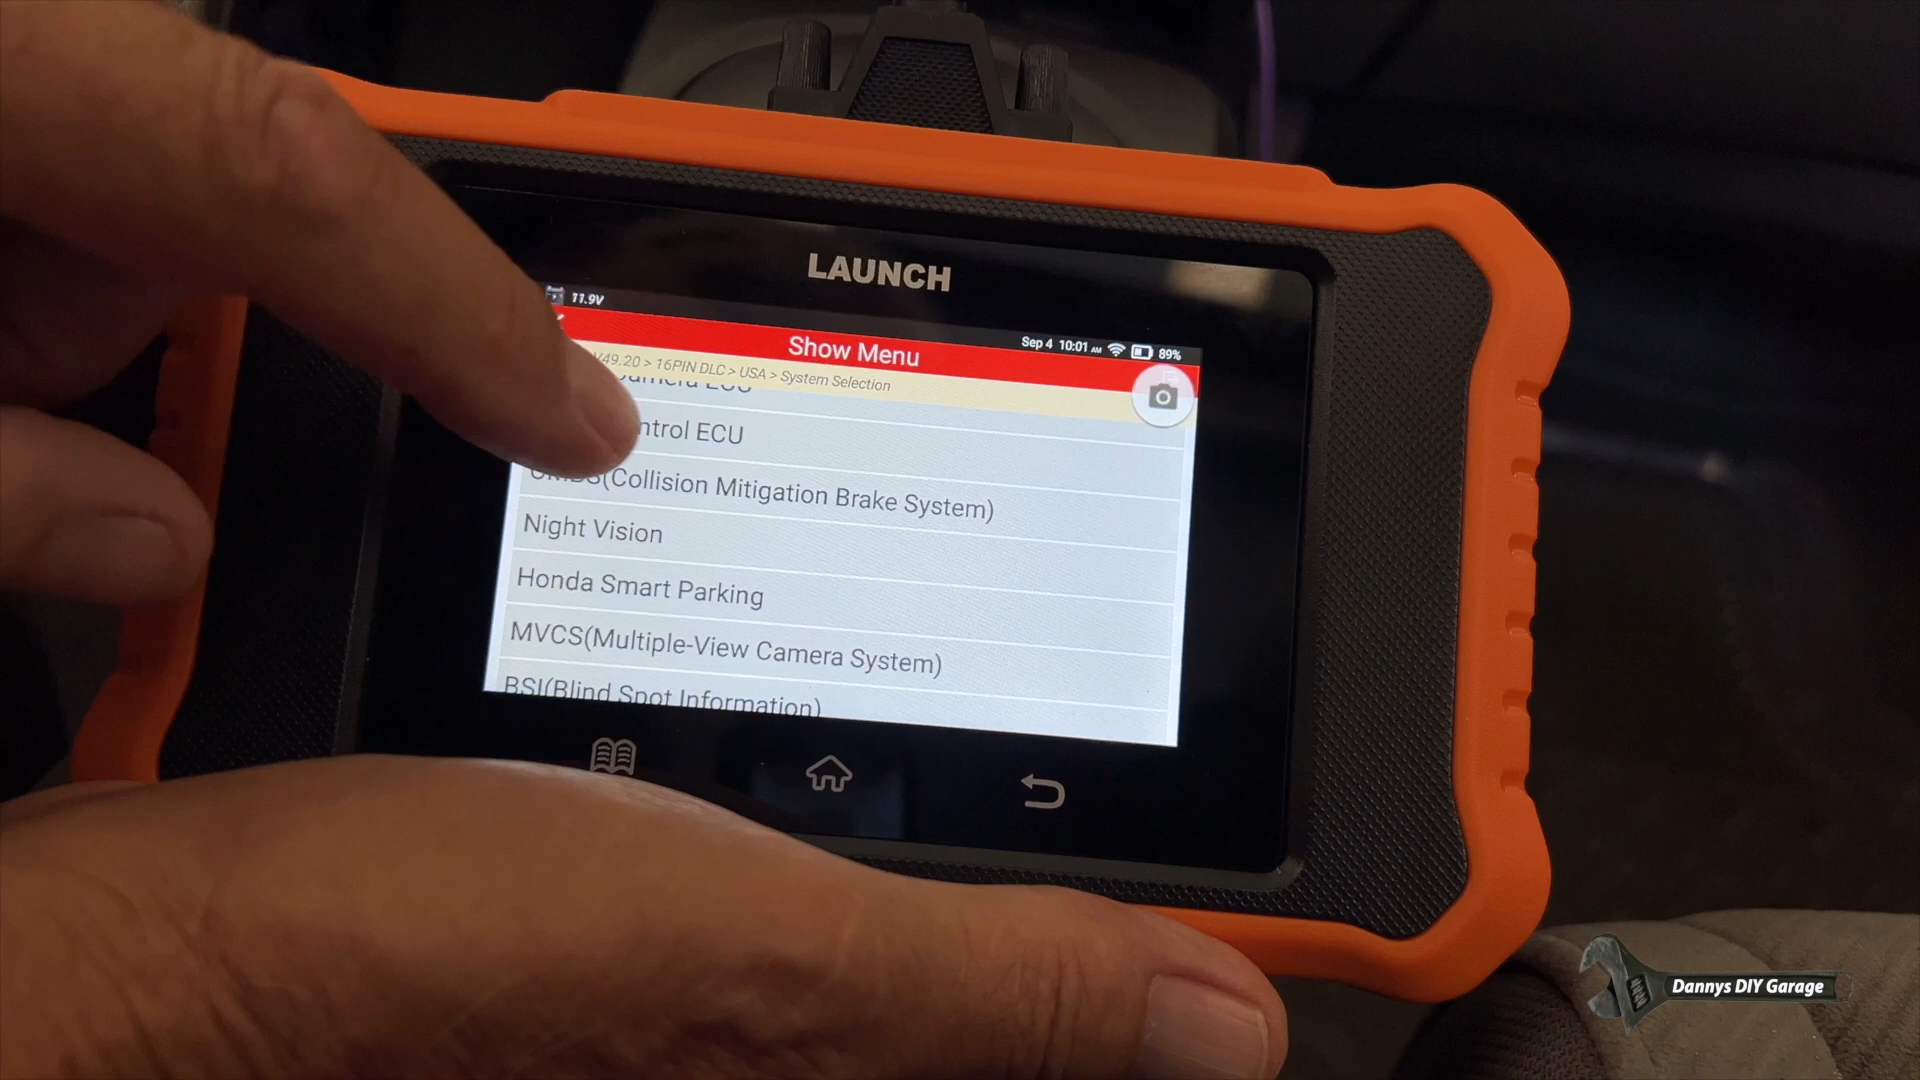 LAUNCH
11.9V
Sep 4 10:01 AM 89%
Show Menu
V49.20 > 16PIN DLC > USA > System Selection
ECU
ECU
(Collision Mitigation Brake System)
Night Vision
Honda Smart Parking
MVCS(Multiple-View Camera System)
BSI(Blind Spot Information)
Dannys DIY Garage